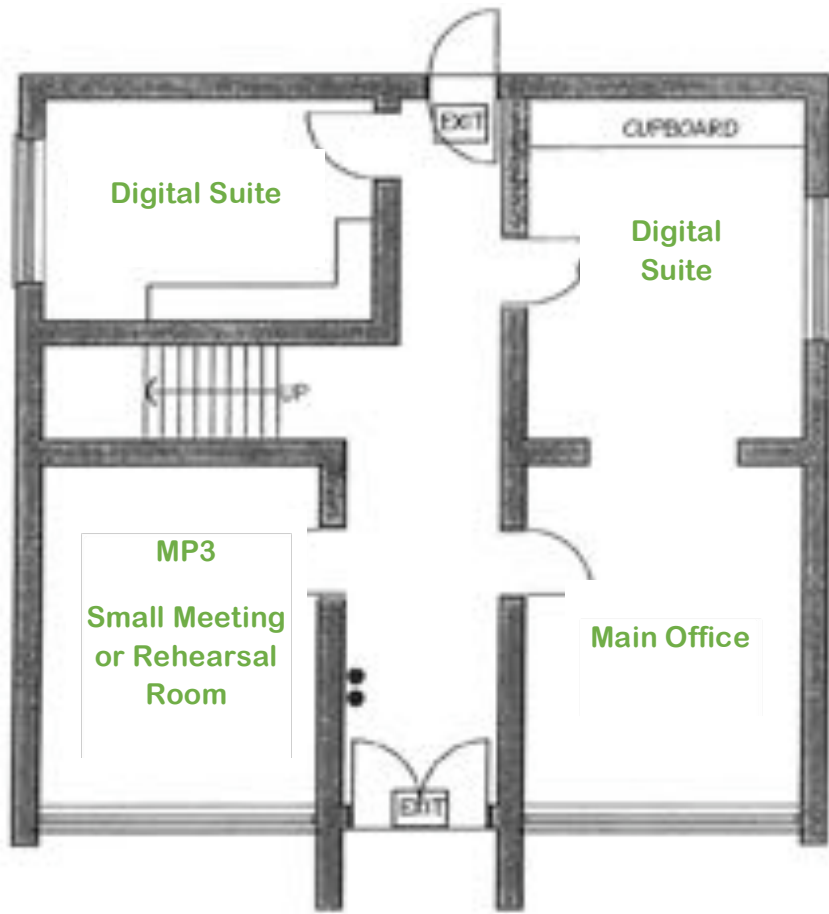 EXIT
CUPBOARD
Digital Suite
Digital
Suite
UP
MP3
Small Meeting
or Rehearsal
Room
Main Office
EXIT